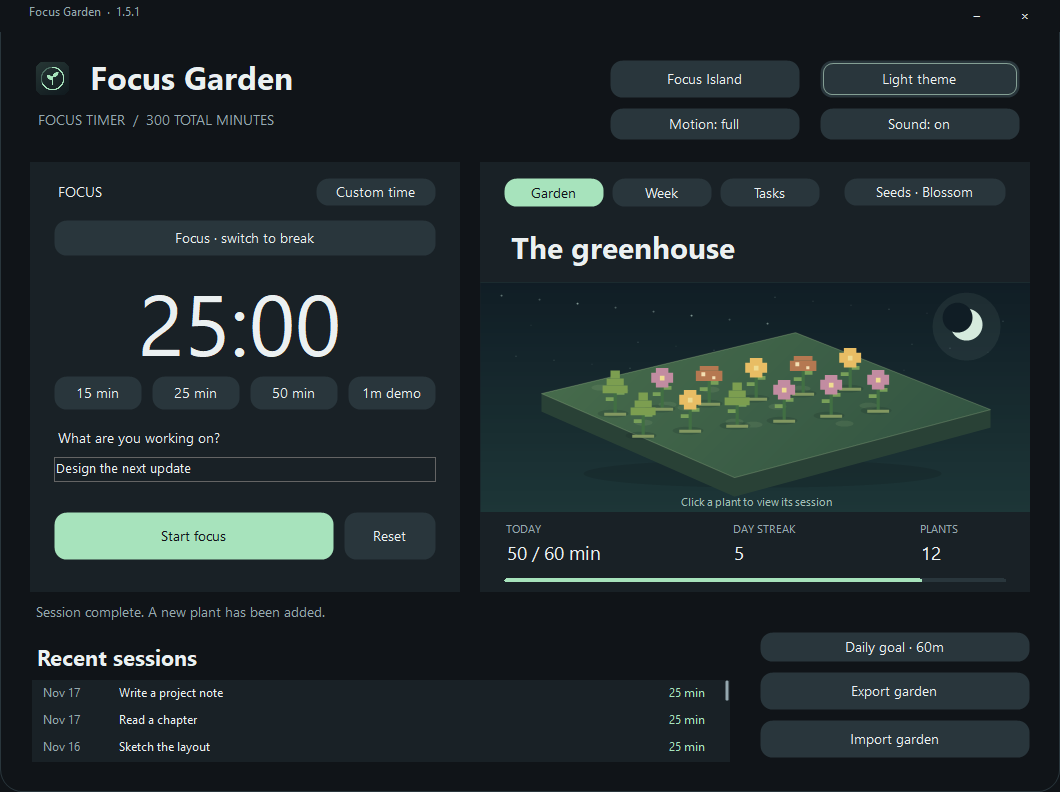 Focus Garden · 1.5.1
Focus Garden
FOCUS TIMER / 300 TOTAL MINUTES
Focus Island
Light theme
Motion: full
Sound: on
FOCUS
Custom time
Focus · switch to break
25:00
15 min
25 min
50 min
1m demo
What are you working on?
Design the next update
Start focus
Reset
Garden
Week
Tasks
Seeds · Blossom
The greenhouse
Click a plant to view its session
TODAY
DAY STREAK
PLANTS
50 / 60 min
5
12
Session complete. A new plant has been added.
Recent sessions
Nov 17 Write a project note 25 min
Nov 17 Read a chapter 25 min
Nov 16 Sketch the layout 25 min
Daily goal · 60m
Export garden
Import garden